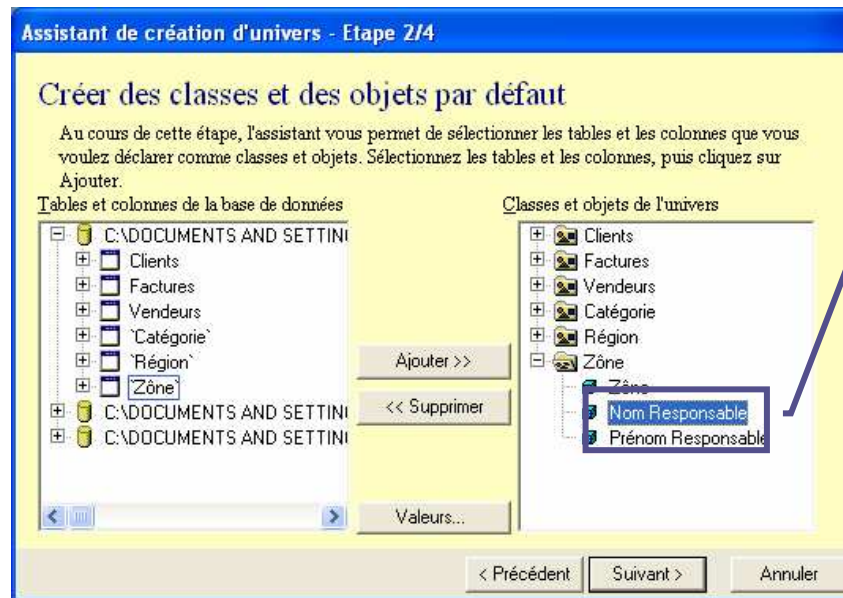 Assistant de création d'univers - Etape 2/4
Créer des classes et des objets par défaut
Au cours de cette étape, l'assistant vous permet de sélectionner les tables et les colonnes que vous
voulez déclarer comme classes et objets. Sélectionnez les tables et les colonnes, puis cliquez sur
Ajouter.
Tables et colonnes de la base de données
C:\DOCUMENTS AND SETTIN
Clients
Factures
Vendeurs
`Catégorie`
`Région`
`Zône`
C:\DOCUMENTS AND SETTIN
C:\DOCUMENTS AND SETTIN
Ajouter >>
<< Supprimer
Valeurs...
Classes et objets de l'univers
Clients
Factures
Vendeurs
Catégorie
Région
Zône
Zône
Nom Responsable
Prénom Responsable
< Précédent
Suivant >
Annuler